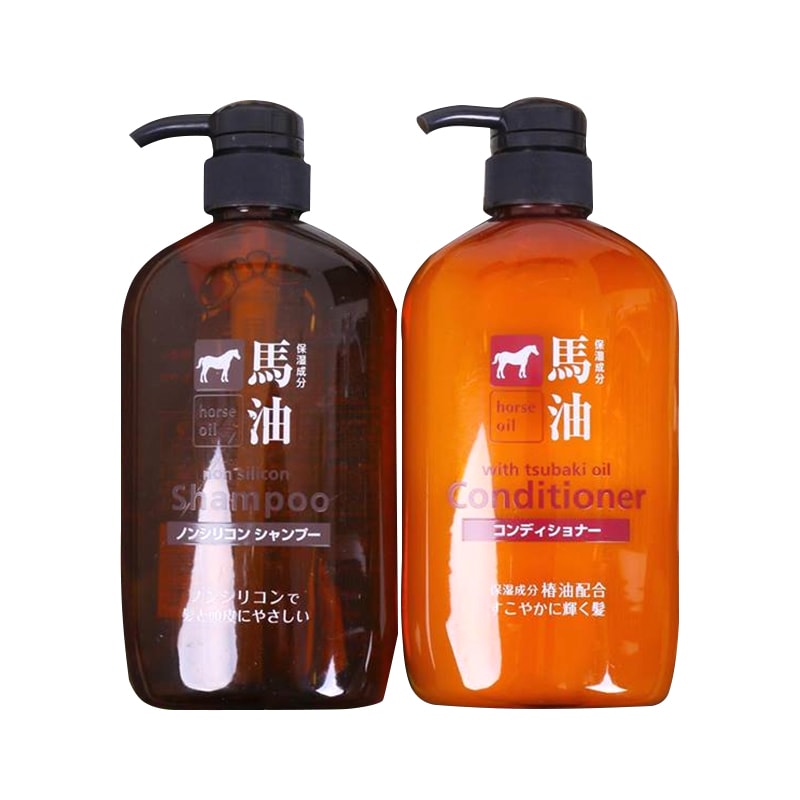 馬油
保湿成分
horse
oil
non silicon
Shampoo
ノンシリコン シャンプー
ノンシリコンで
髪と頭皮にやさしい
馬油
保湿成分
horse
oil
with tsubaki oil
Conditioner
コンディショナー
保湿成分 椿油配合
すこやかに輝く髪